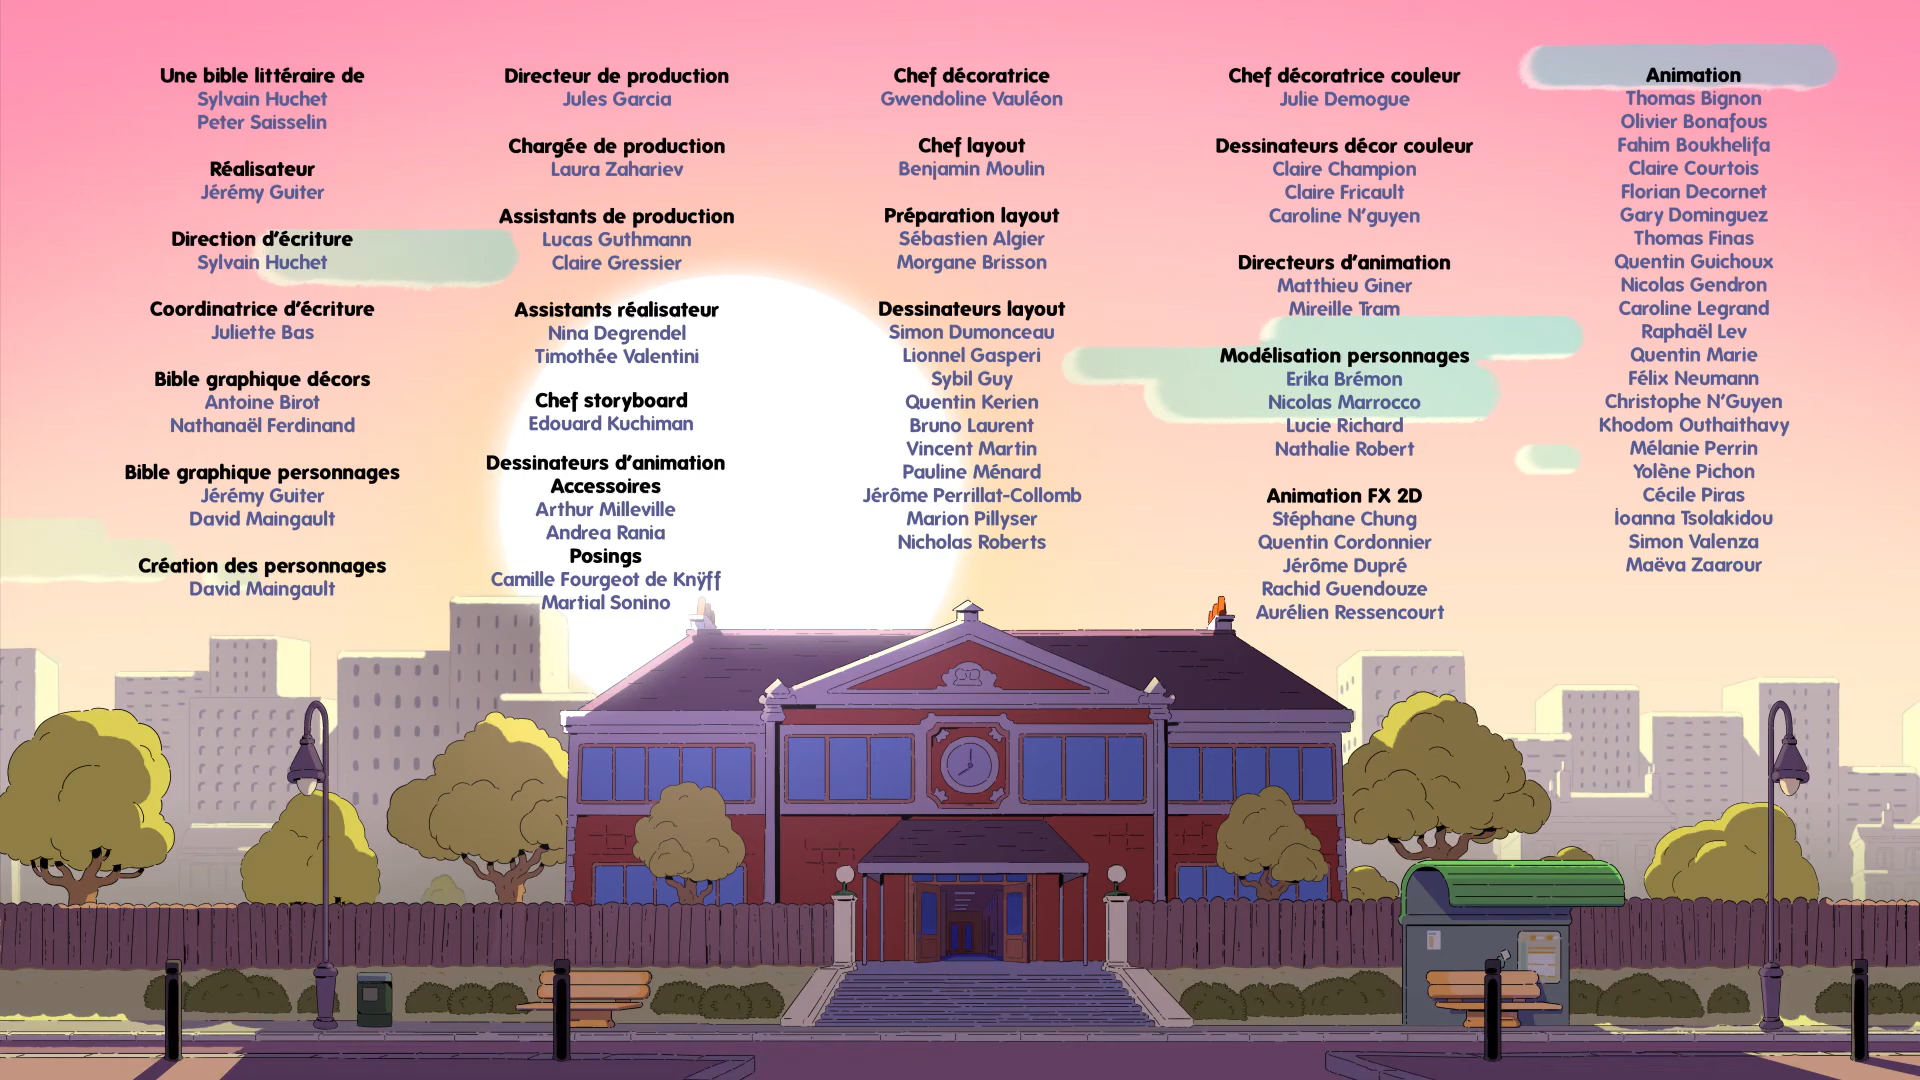 Une bible littéraire de
Sylvain Huchet
Peter Saisselin
Réalisateur
Jérémy Guiter
Direction d'écriture
Sylvain Huchet
Coordinatrice d'écriture
Juliette Bas
Bible graphique décors
Antoine Birot
Nathanaël Ferdinand
Bible graphique personnages
Jérémy Guiter
David Maingault
Création des personnages
David Maingault
Directeur de production
Jules Garcia
Chargée de production
Laura Zahariev
Assistants de production
Lucas Guthmann
Claire Gressier
Assistants réalisateur
Nina Degrendel
Timothée Valentini
Chef storyboard
Edouard Kuchiman
Dessinateurs d'animation
Accessoires
Arthur Milleville
Andrea Rania
Posings
Camille Fourgeot de Knÿff
Martial Sonino
Chef décoratrice
Gwendoline Vauléon
Chef layout
Benjamin Moulin
Préparation layout
Sébastien Algier
Morgane Brisson
Dessinateurs layout
Simon Dumonceau
Lionnel Gasperi
Sybil Guy
Quentin Kerien
Bruno Laurent
Vincent Martin
Pauline Ménard
Jérôme Perrillat-Collomb
Marion Pillyser
Nicholas Roberts
Chef décoratrice couleur
Julie Demogue
Dessinateurs décor couleur
Claire Champion
Claire Fricault
Caroline N'guyen
Directeurs d'animation
Matthieu Giner
Mireille Tram
Modélisation personnages
Erika Brémon
Nicolas Marrocco
Lucie Richard
Nathalie Robert
Animation FX 2D
Stéphane Chung
Quentin Cordonnier
Jérôme Dupré
Rachid Guendouze
Aurélien Ressencourt
Animation
Thomas Bignon
Olivier Bonafous
Fahim Boukhelifa
Claire Courtois
Florian Decornet
Gary Dominguez
Thomas Finas
Quentin Guichoux
Nicolas Gendron
Caroline Legrand
Raphaël Lev
Quentin Marie
Félix Neumann
Christophe N'Guyen
Khodom Outhaithavy
Mélanie Perrin
Yolène Pichon
Cécile Piras
İoanna Tsolakidou
Simon Valenza
Maëva Zaarour